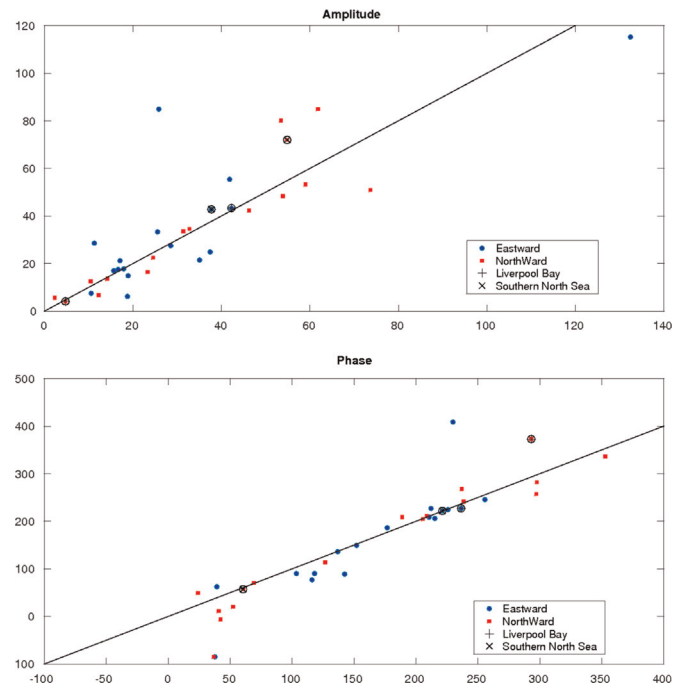 Amplitude
120
100
80
60
40
20
0
Eastward
NorthWard
Liverpool Bay
Southern North Sea
0 20 40 60 80 100 120 140
Phase
500
400
300
200
100
0
100
Eastward
NorthWard
Liverpool Bay
Southern North Sea
-100 -50 0 50 100 150 200 255 300 350 400